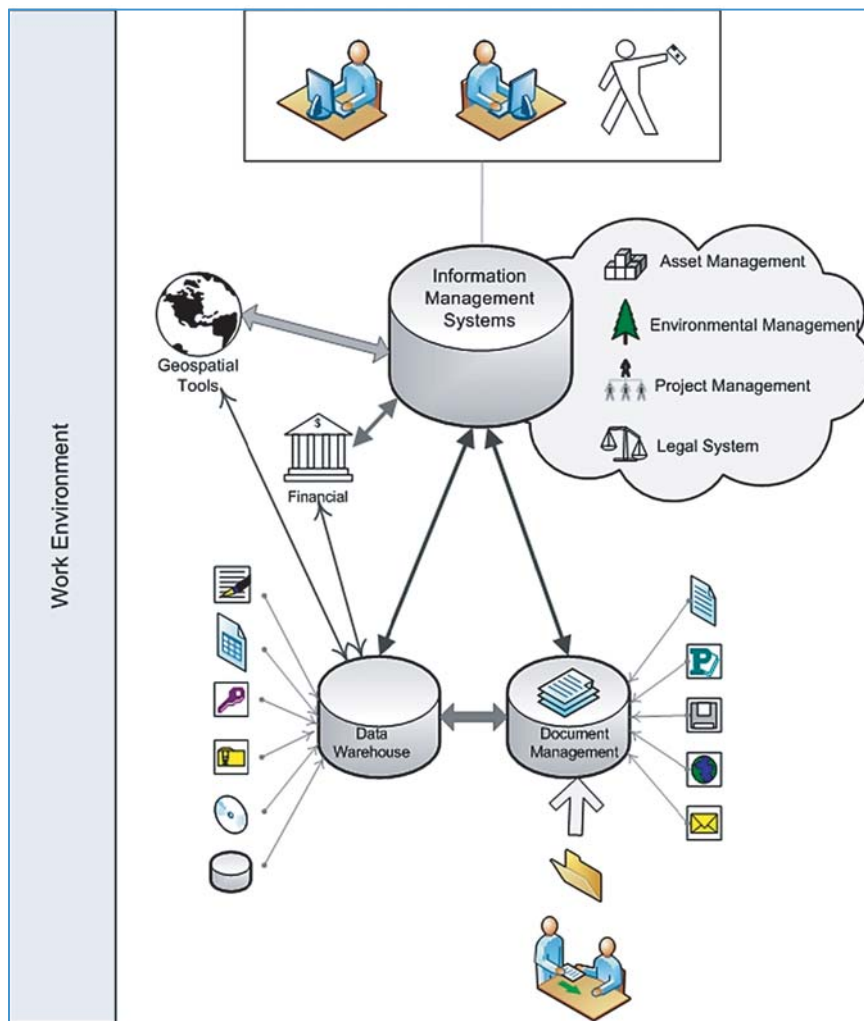 Work Environment
Information
Management
Systems
Asset Management
Environmental Management
Project Management
Legal System
Geospatial
Tools
$
Financial
Data
Warehouse
Document
Management
P